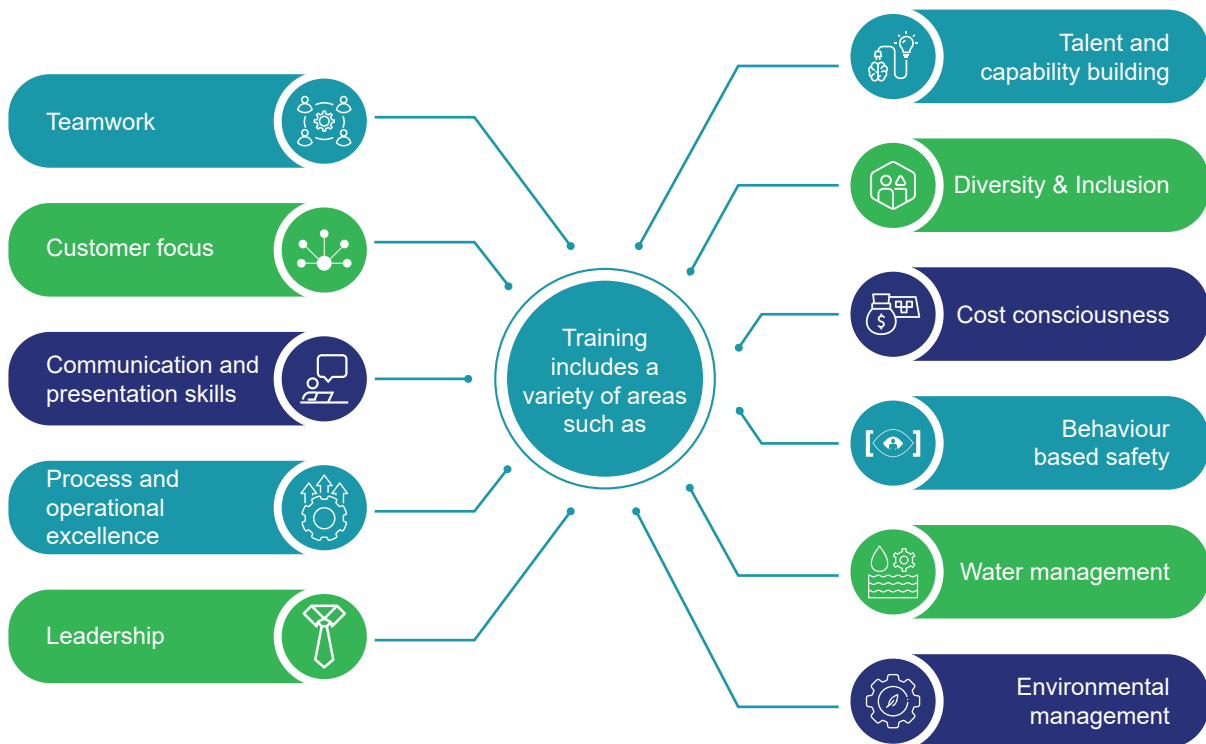 Teamwork
Customer focus
Communication and
presentation skills
Process and
operational
excellence
Leadership
Training
includes a
variety of areas
such as
Talent and
capability building
Diversity & Inclusion
Cost consciousness
Behaviour
based safety
Water management
Environmental
management